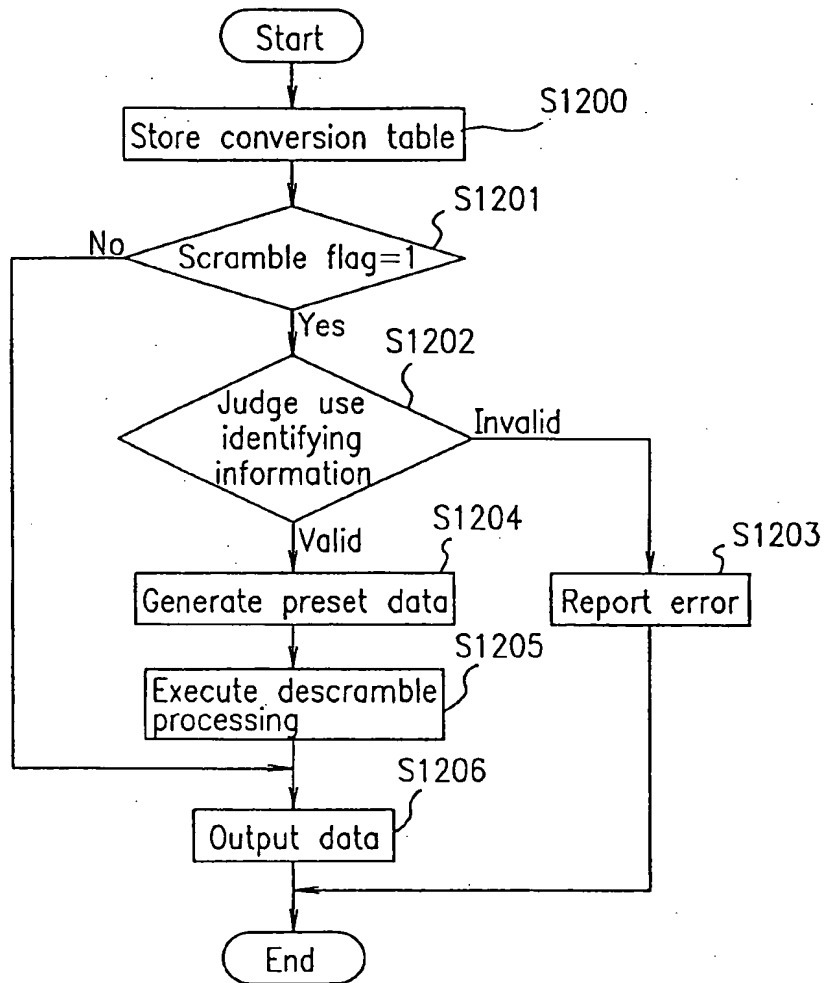 Start
S1200
Store conversion table
S1201
No
Scramble flag=1
Yes
S1202
Judge use
identifying
information
Invalid
Valid
S1204
S1203
Generate preset data
Report error
S1205
Execute descramble
processing
S1206
Output data
End